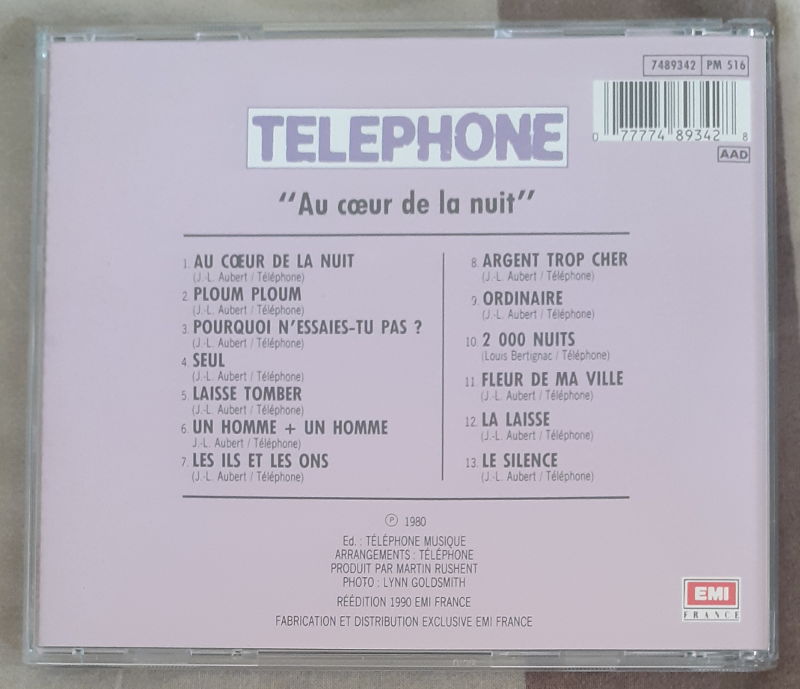 7489342 PM 516
0 77774 89342 8
AAD
TELEPHONE
“Au cœur de la nuit”
1. AU CŒUR DE LA NUIT
(J.-L. Aubert / Téléphone)
2. PLOUM PLOUM
(J.-L. Aubert / Téléphone)
3. POURQUOI N'ESSAIES-TU PAS ?
(J.-L. Aubert / Téléphone)
4. SEUL
(J.-L. Aubert / Téléphone)
5. LAISSE TOMBER
(J.-L. Aubert / Téléphone)
6. UN HOMME + UN HOMME
J.-L. Aubert / Téléphone)
7. LES ILS ET LES ONS
(J.-L. Aubert / Téléphone)
8. ARGENT TROP CHER
(J.-L. Aubert / Téléphone)
9. ORDINAIRE
(J.-L. Aubert / Téléphone)
10. 2 000 NUITS
(Louis Bertignac / Téléphone)
11. FLEUR DE MA VILLE
(J.-L. Aubert / Téléphone)
12. LA LAISSE
(J.-L. Aubert / Téléphone)
13. LE SILENCE
(J.-L. Aubert / Téléphone)
℗ 1980
Ed. : TÉLÉPHONE MUSIQUE
ARRANGEMENTS : TÉLÉPHONE
PRODUIT PAR MARTIN RUSHENT
PHOTO : LYNN GOLDSMITH
RÉÉDITION 1990 EMI FRANCE
FABRICATION ET DISTRIBUTION EXCLUSIVE EMI FRANCE
EMI
FRANCE